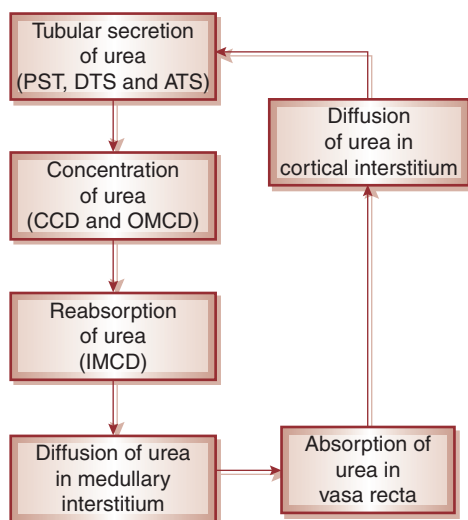 Tubular secretion
of urea
(PST, DTS and ATS)
Concentration
of urea
(CCD and OMCD)
Reabsorption
of urea
(IMCD)
Diffusion of urea
in medullary
interstitium
Absorption of
urea in
vasa recta
Diffusion
of urea in
cortical interstitium